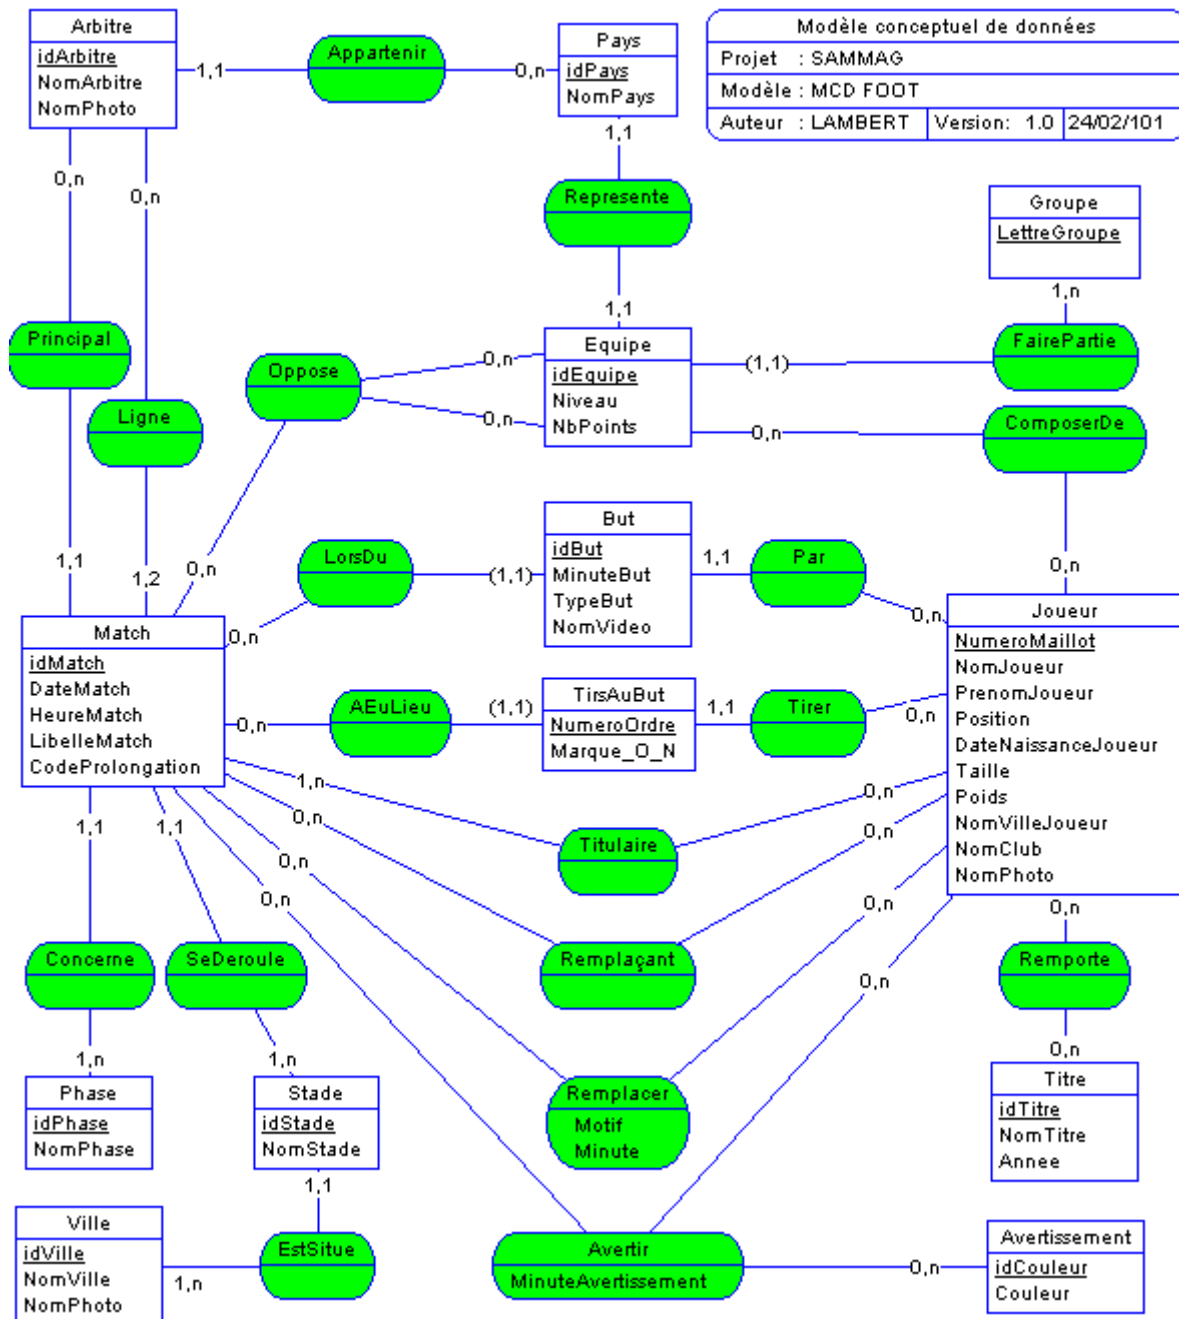 Arbitre
idArbitre
NomArbitre
NomPhoto
1,1
Appartenir
0,n
Pays
idPays
NomPays
Modèle conceptuel de données
Projet : SAMMAG
Modèle : MCD FOOT
Auteur : LAMBERT Version: 1.0 24/02/101
0,n
0,n
1,1
Represente
1,1
Groupe
LettreGroupe
1,n
Principal
Ligne
Oppose
0,n
0,n
Equipe
idEquipe
Niveau
NbPoints
(1,1)
FairePartie
0,n
ComposerDe
1,1
1,2
0,n
0,n
LorsDu
(1,1)
But
idBut
MinuteBut
TypeBut
NomVideo
1,1
Par
0,n
0,n
Match
idMatch
DateMatch
HeureMatch
LibelleMatch
CodeProlongation
0,n
AEuLieu
(1,1)
TirsAuBut
NumeroOrdre
Marque_O_N
1,1
Tirer
0,n
Joueur
NumeroMaillot
NomJoueur
PrenomJoueur
Position
DateNaissanceJoueur
Taille
Poids
NomVilleJoueur
NomClub
NomPhoto
1,n
Titulaire
0,n
0,n
Remplaçant
0,n
0,n
0,n
0,n
0,n
1,1
1,1
Concerne
SeDeroule
0,n
Remporte
0,n
1,n
1,n
Phase
idPhase
NomPhase
Stade
idStade
NomStade
Remplacer
Motif
Minute
Titre
idTitre
NomTitre
Annee
1,1
Ville
idVille
NomVille
NomPhoto
1,n
EstSitue
Avertir
MinuteAvertissement
0,n
Avertissement
idCouleur
Couleur